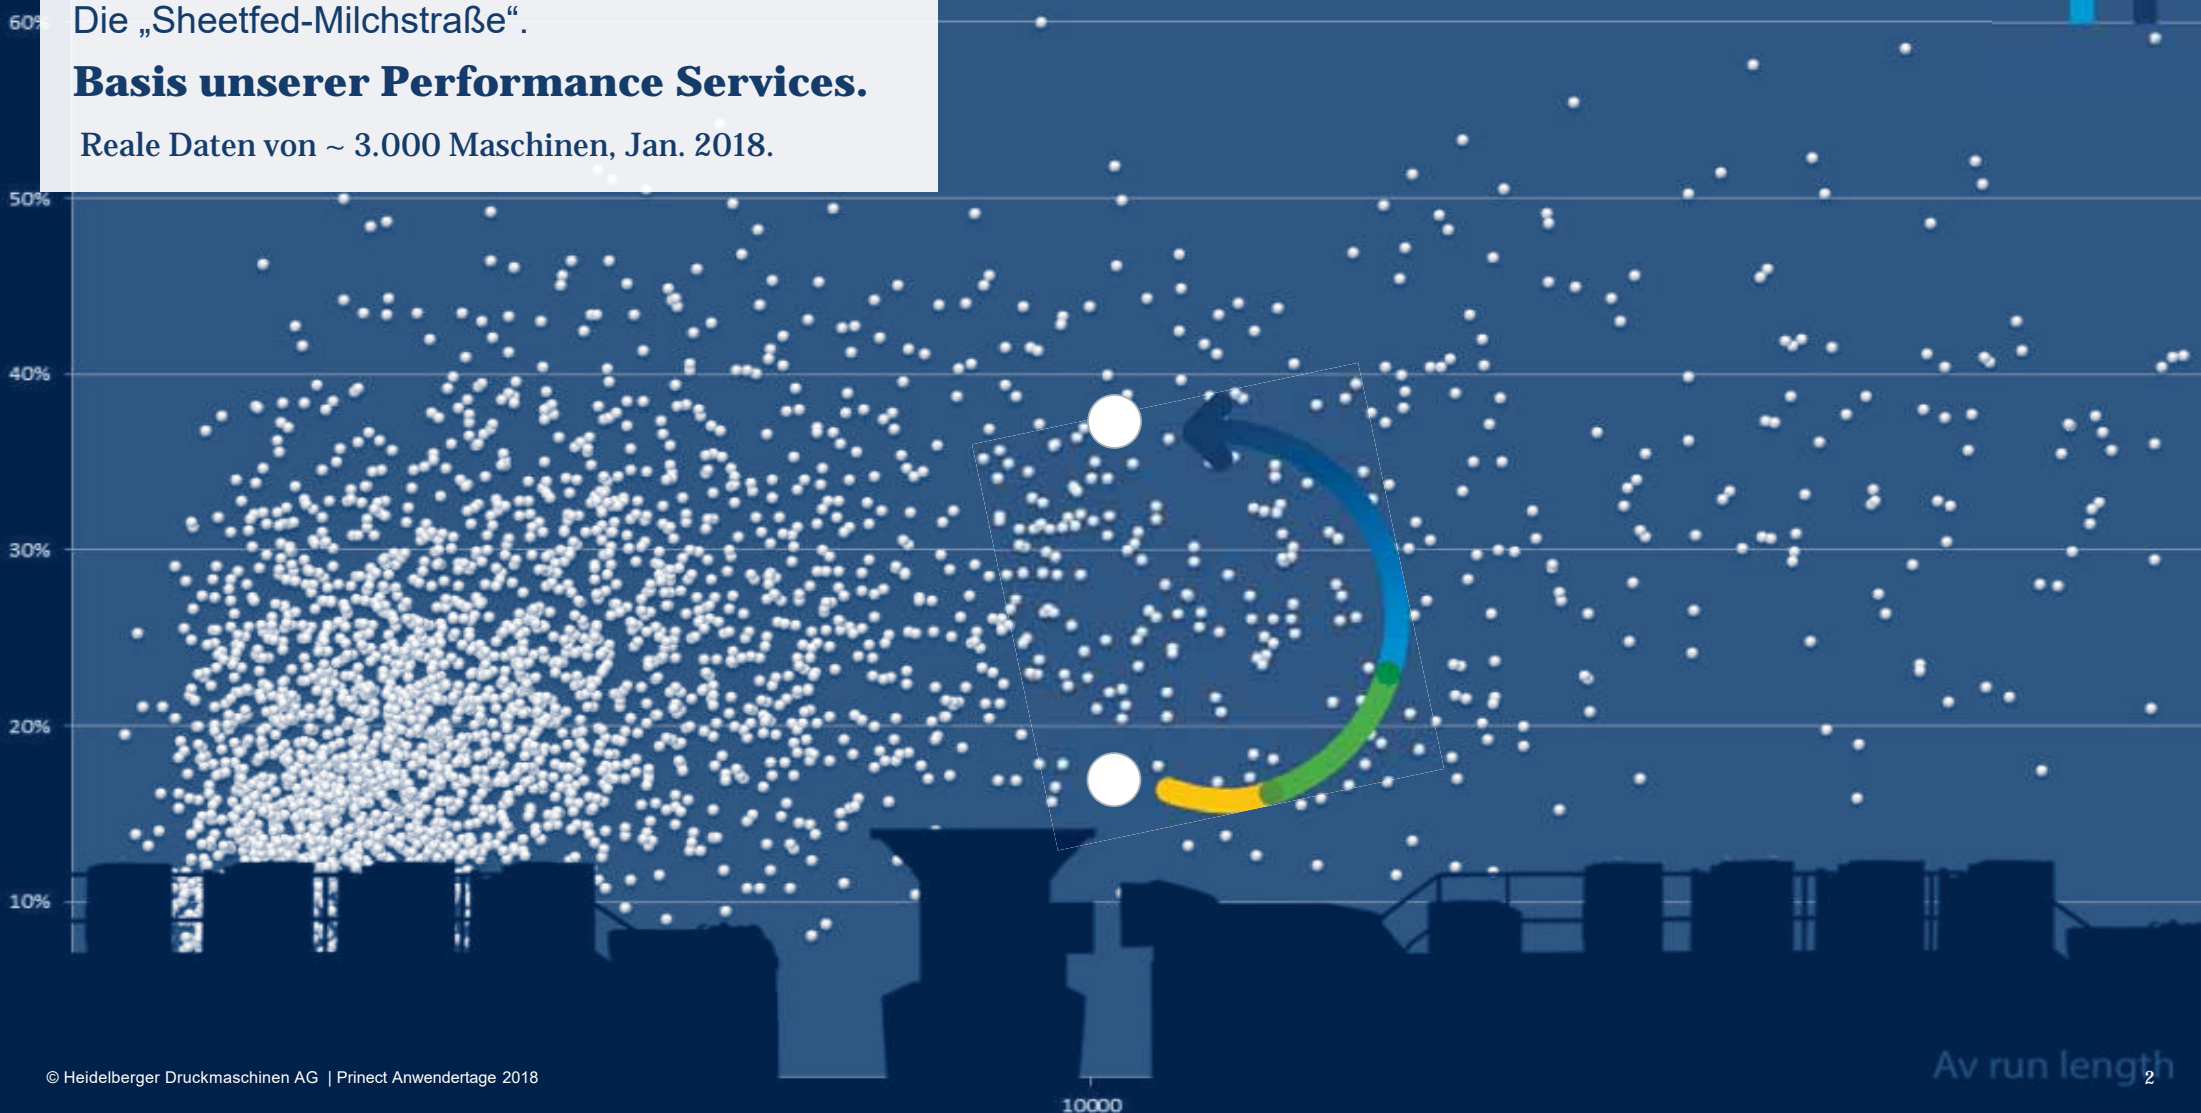 Die „Sheetfed-Milchstraße“.
Basis unserer Performance Services.
Reale Daten von ~ 3.000 Maschinen, Jan. 2018.
60%
50%
40%
30%
20%
10%
10000
Av run length
© Heidelberger Druckmaschinen AG | Prinect Anwendertage 2018
2